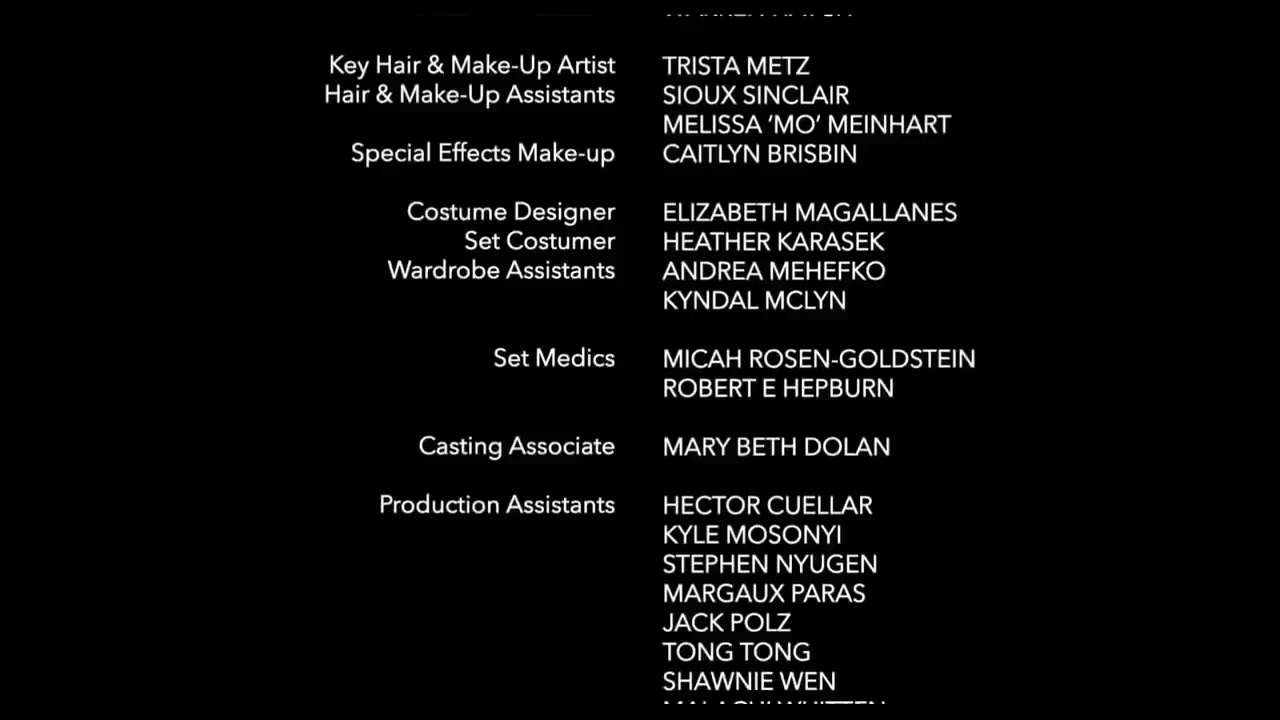 Key Hair & Make-Up Artist TRISTA METZ
Hair & Make-Up Assistants SIOUX SINCLAIR
MELISSA ‘MO’ MEINHART
Special Effects Make-up CAITLYN BRISBIN
Costume Designer ELIZABETH MAGALLANES
Set Costumer HEATHER KARASEK
Wardrobe Assistants ANDREA MEHEFKO
KYNDAL MCLYN
Set Medics MICAH ROSEN-GOLDSTEIN
ROBERT E HEPBURN
Casting Associate MARY BETH DOLAN
Production Assistants HECTOR CUELLAR
KYLE MOSONYI
STEPHEN NYUGEN
MARGAUX PARAS
JACK POLZ
TONG TONG
SHAWNIE WEN